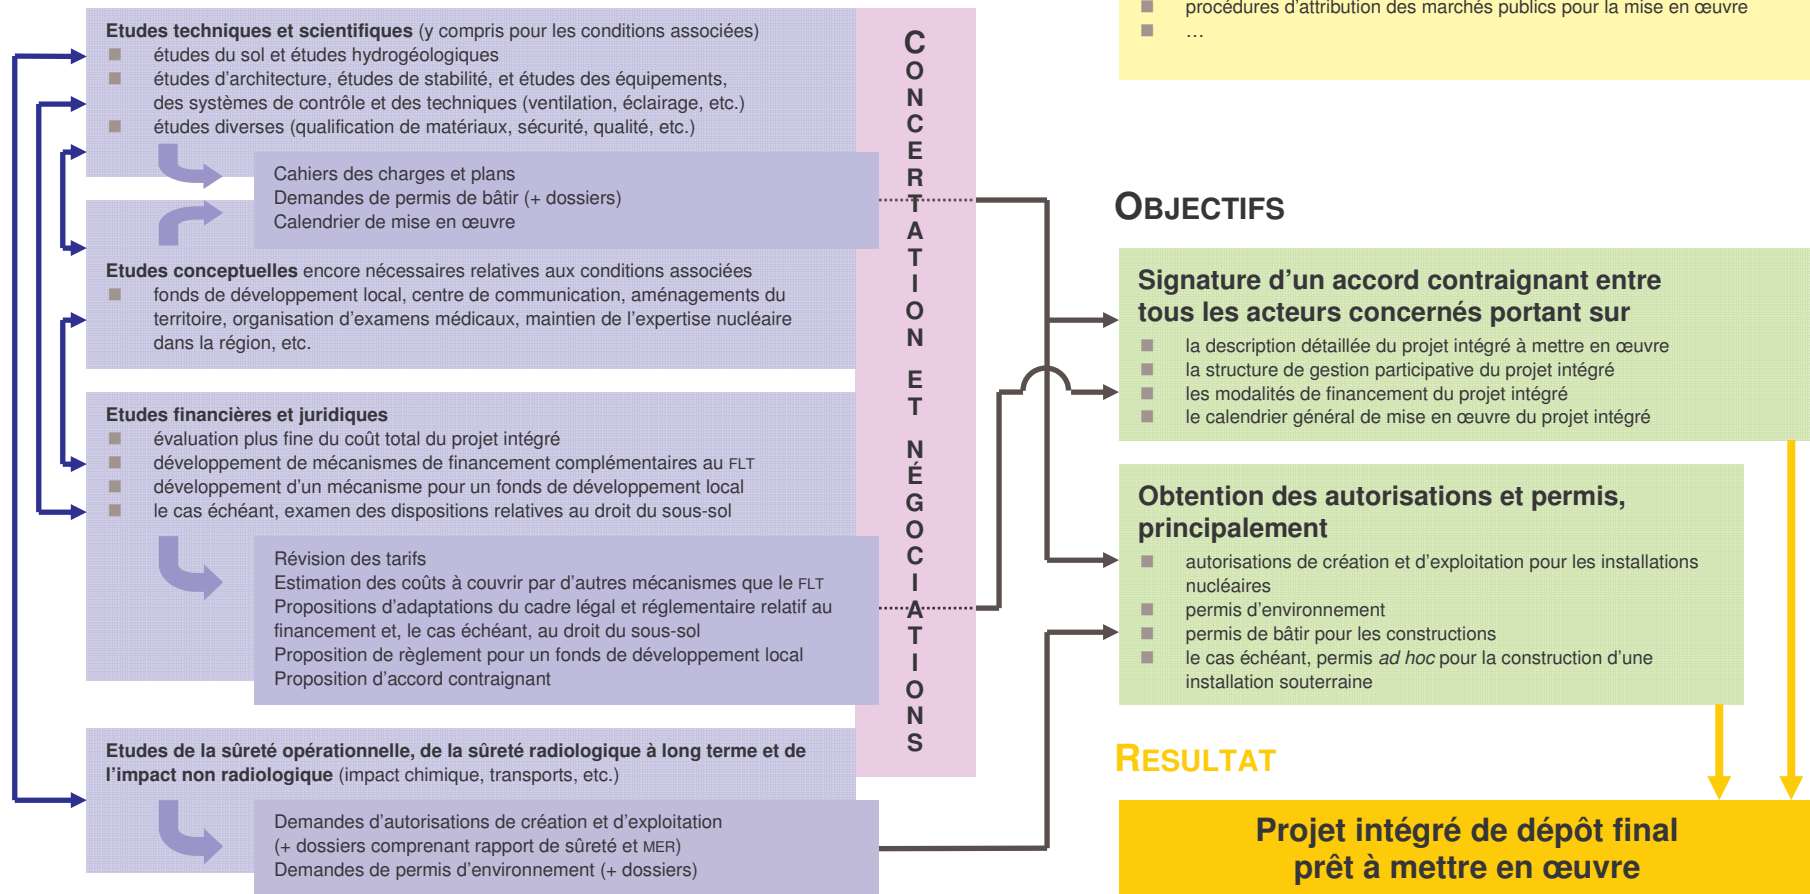 Etudes techniques et scientifiques (y compris pour les conditions associées)
études du sol et études hydrogéologiques
études d'architecture, études de stabilité, et études des équipements,
des systèmes de contrôle et des techniques (ventilation, éclairage, etc.)
études diverses (qualification de matériaux, sécurité, qualité, etc.)
Cahiers des charges et plans
Demandes de permis de bâtir (+ dossiers)
Calendrier de mise en œuvre
Etudes conceptuelles encore nécessaires relatives aux conditions associées
fonds de développement local, centre de communication, aménagements du
territoire, organisation d'examens médicaux, maintien de l'expertise nucléaire
dans la région, etc.
Etudes financières et juridiques
évaluation plus fine du coût total du projet intégré
développement de mécanismes de financement complémentaires au FLT
développement d'un mécanisme pour un fonds de développement local
le cas échéant, examen des dispositions relatives au droit du sous-sol
Révision des tarifs
Estimation des coûts à couvrir par d'autres mécanismes que le FLT
Propositions d'adaptations du cadre légal et réglementaire relatif au
financement et, le cas échéant, au droit du sous-sol
Proposition de règlement pour un fonds de développement local
Proposition d'accord contraignant
Etudes de la sûreté opérationnelle, de la sûreté radiologique à long terme et de
l'impact non radiologique (impact chimique, transports, etc.)
Demandes d'autorisations de création et d'exploitation
(+ dossiers comprenant rapport de sûreté et MER)
Demandes de permis d'environnement (+ dossiers)
CONCERTATION ET NÉGOCIATIONS
procédures d'attribution des marchés publics pour la mise en œuvre
…
OBJECTIFS
Signature d'un accord contraignant entre
tous les acteurs concernés portant sur
la description détaillée du projet intégré à mettre en œuvre
la structure de gestion participative du projet intégré
les modalités de financement du projet intégré
le calendrier général de mise en œuvre du projet intégré
Obtention des autorisations et permis,
principalement
autorisations de création et d'exploitation pour les installations
nucléaires
permis d'environnement
permis de bâtir pour les constructions
le cas échéant, permis ad hoc pour la construction d'une
installation souterraine
RESULTAT
Projet intégré de dépôt final
prêt à mettre en œuvre